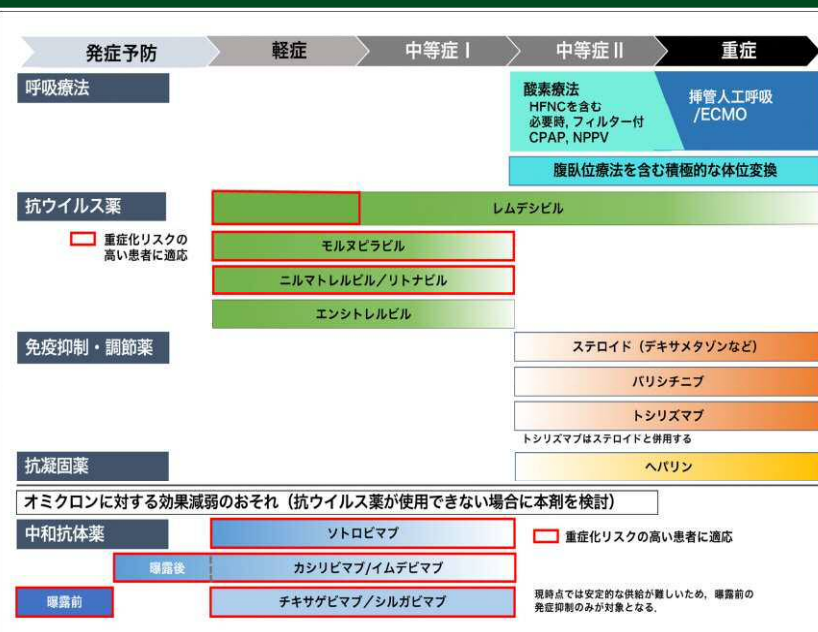 発症予防
軽症
中等症 I
中等症 II
重症
呼吸療法
酸素療法
HFNCを含む
必要時, フィルター付
CPAP, NPPV
挿管人工呼吸
/ECMO
腹臥位療法を含む積極的な体位変換
抗ウイルス薬
重症化リスクの
高い患者に適応
レムデシビル
モルヌピラビル
ニルマトレルビル／リトナビル
エンシトレルビル
免疫抑制・調節薬
ステロイド（デキサメタゾンなど）
バリシチニブ
トシリズマブ
トシリズマブはステロイドと併用する
抗凝固薬
ヘパリン
オミクロンに対する効果減弱のおそれ（抗ウイルス薬が使用できない場合に本剤を検討）
中和抗体薬
ソトロビマブ
重症化リスクの高い患者に適応
曝露後
カシリビマブ/イムデビマブ
曝露前
チキサゲビマブ／シルガビマブ
現時点では安定的な供給が難しいため、曝露前の
発症抑制のみが対象となる.